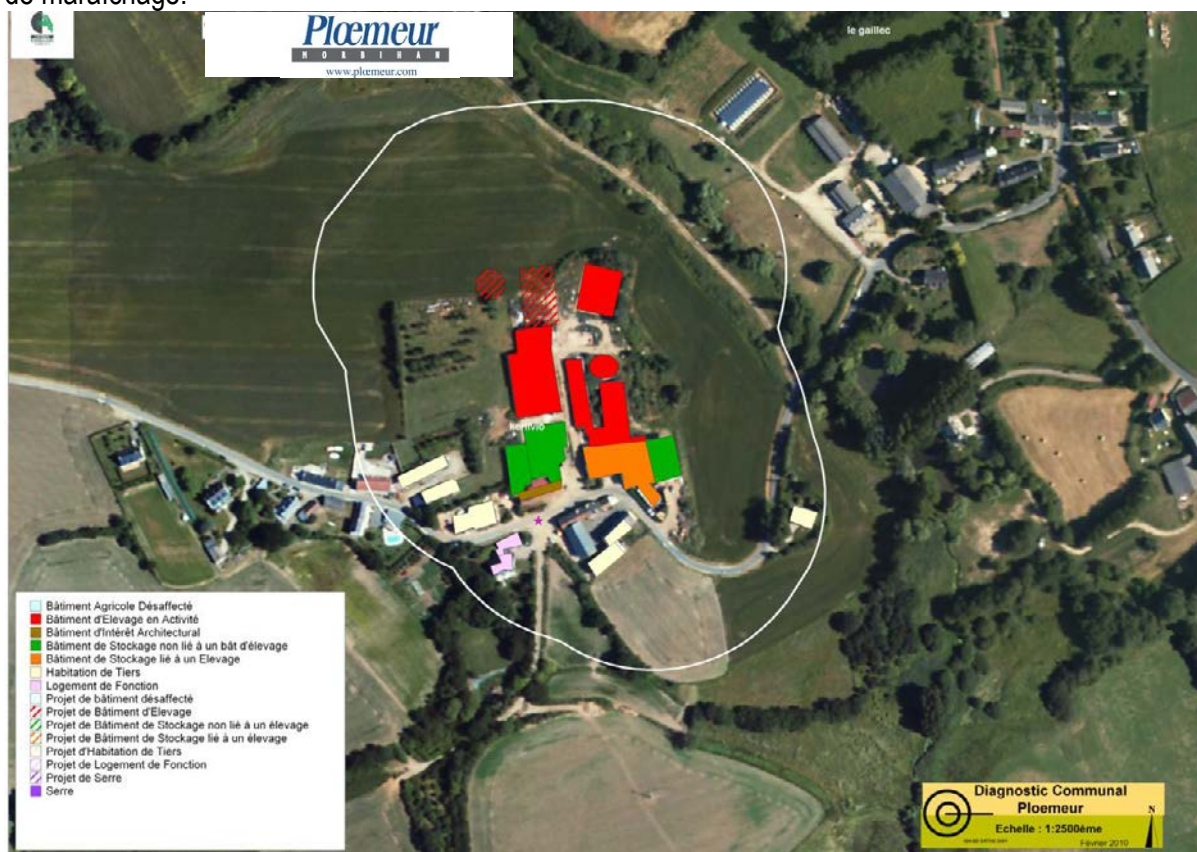 de maraîchage.
Plœmeur
MORBIHAN
www.plœmeur.com
le gaillec
Bâtiment Agricole Désaffecté
Bâtiment d'Elevage en Activité
Bâtiment d'Intérêt Architectural
Bâtiment de Stockage non lié à un bât d'élevage
Bâtiment de Stockage lié à un Elevage
Habitation de Tiers
Logement de Fonction
Projet de bâtiment désaffecté
Projet de Bâtiment d'Elevage
Projet de Bâtiment de Stockage non lié à un élevage
Projet de Bâtiment de Stockage lié à un élevage
Projet d'Habitation de Tiers
Projet de Logement de Fonction
Projet de Serre
Serre
Diagnostic Communal
Ploemeur
N
Echelle : 1:2500ème
Février 2010